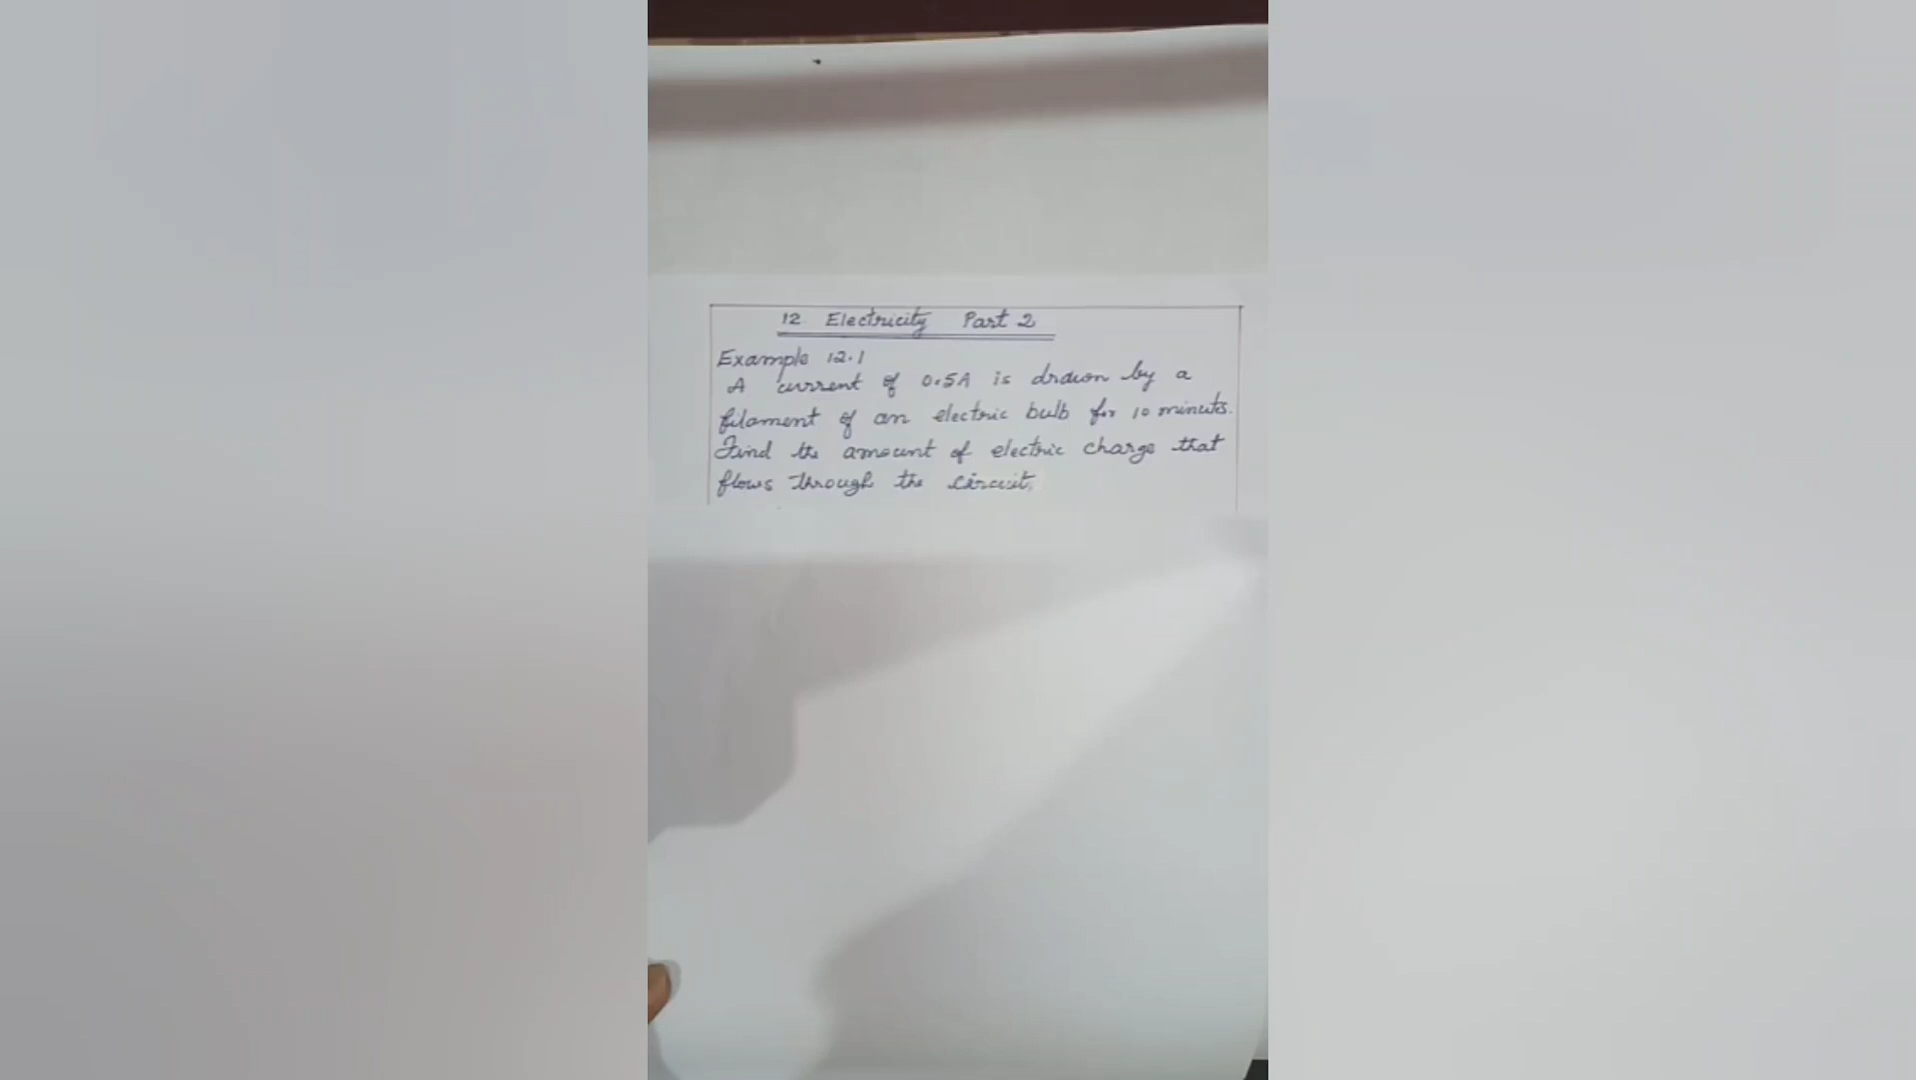 12 Electricity Part 2
Example 12.1
A current of 0.5A is drawn by a
filament of an electric bulb for 10 minuts.
Find the amount of electric charge that
flows through the circuit.